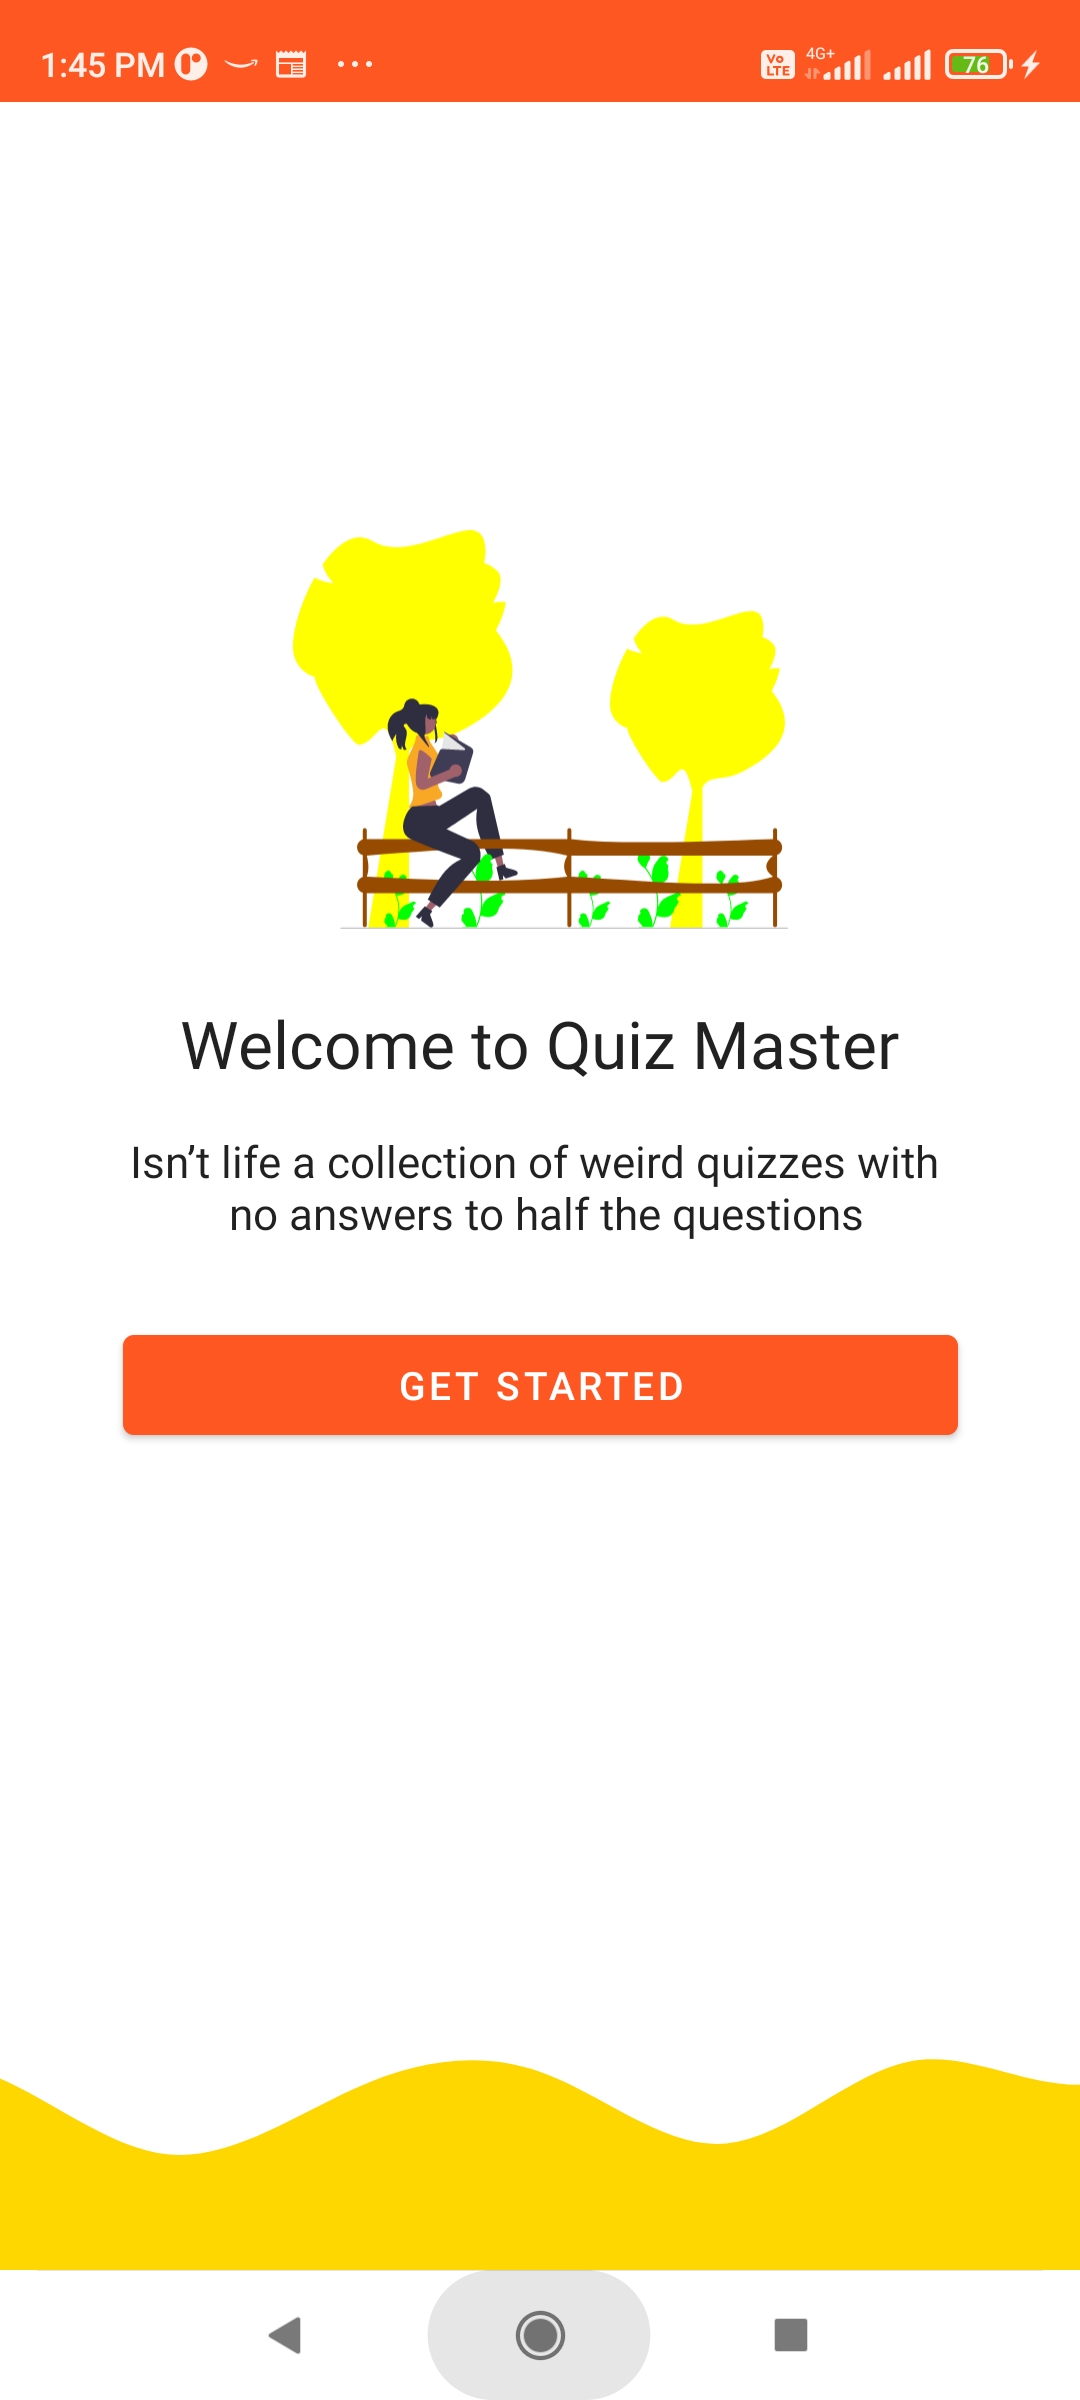 1:45 PM
Vo
LTE
4G+
76
Welcome to Quiz Master
Isn’t life a collection of weird quizzes with
no answers to half the questions
GET STARTED